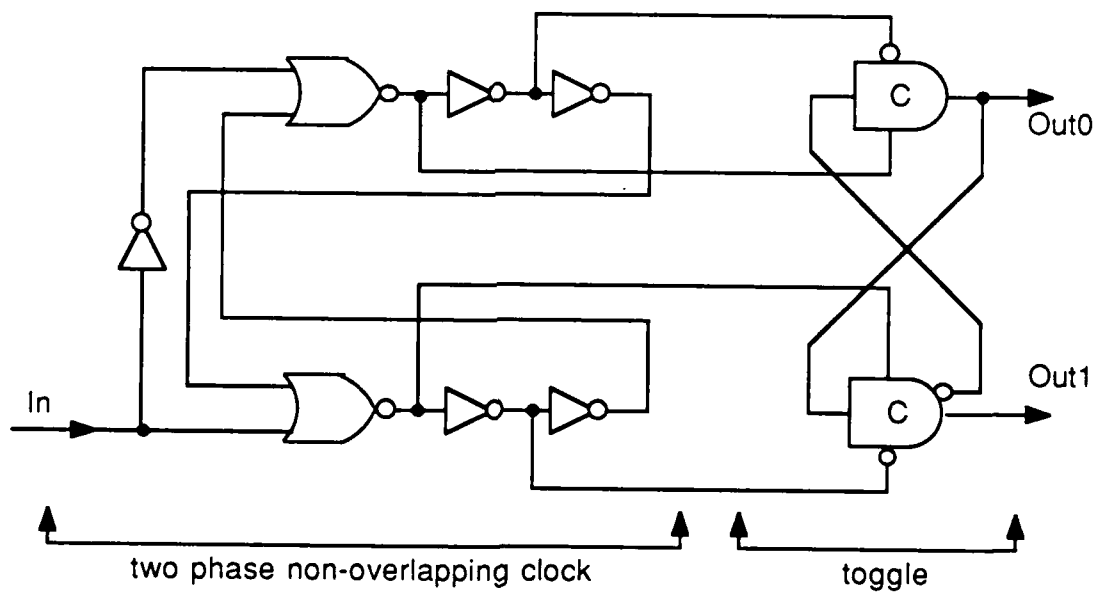 C
Out0
In
Out1
C
two phase non-overlapping clock
toggle